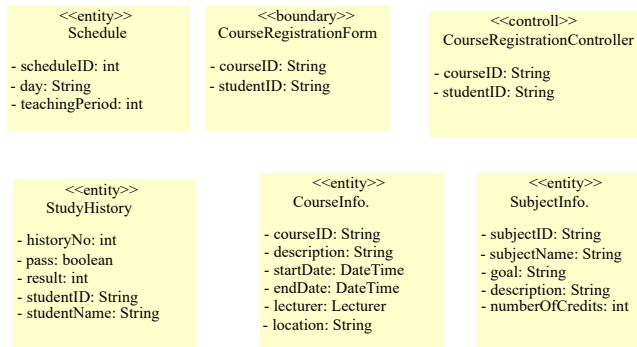 <<entity>>
Schedule
- scheduleID: int
- day: String
- teachingPeriod: int
<<boundary>>
CourseRegistrationForm
- courseID: String
- studentID: String
<<controll>>
CourseRegistrationController
- courseID: String
- studentID: String
<<entity>>
StudyHistory
- historyNo: int
- pass: boolean
- result: int
- studentID: String
- studentName: String
<<entity>>
CourseInfo.
- courseID: String
- description: String
- startDate: DateTime
- endDate: DateTime
- lecturer: Lecturer
- location: String
<<entity>>
SubjectInfo.
- subjectID: String
- subjectName: String
- goal: String
- description: String
- numberOfCredits: int